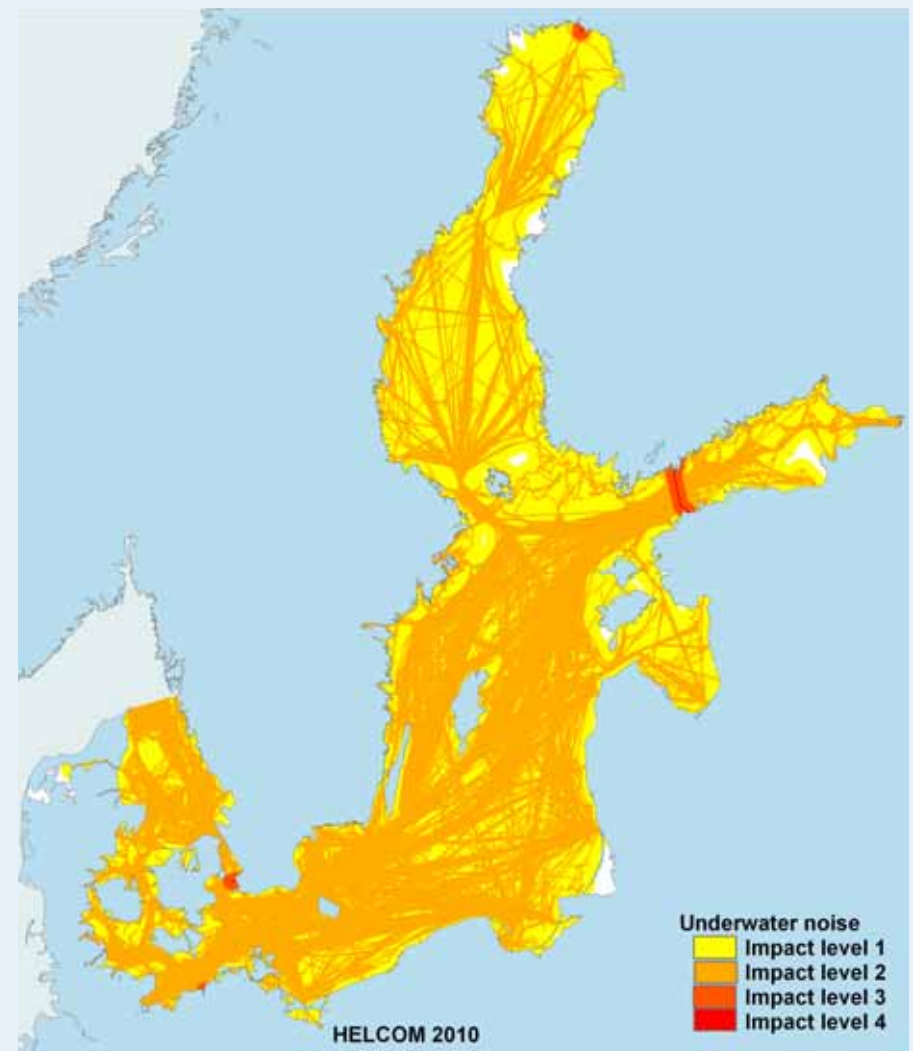 Underwater noise
Impact level 1
Impact level 2
Impact level 3
Impact level 4
HELCOM 2010